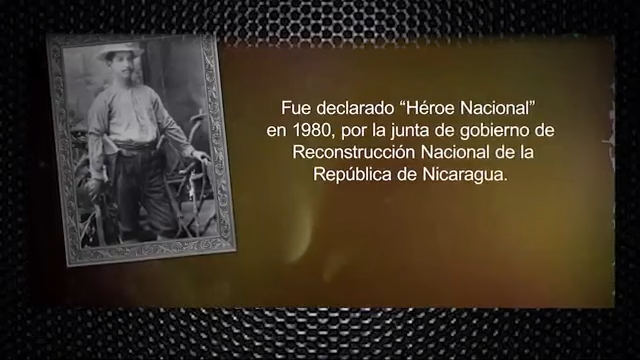 Fue declarado “Héroe Nacional”
en 1980, por la junta de gobierno de
Reconstrucción Nacional de la
República de Nicaragua.